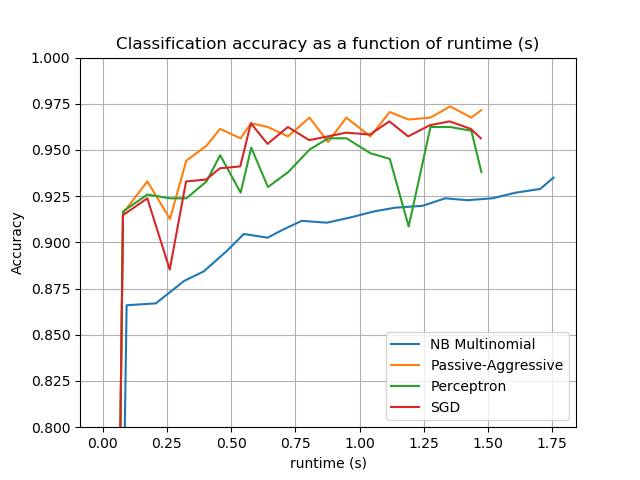 Classification accuracy as a function of runtime (s)
1.000
0.975
0.950
0.925
0.900
0.875
0.850
0.825
0.800
Accuracy
NB Multinomial
Passive-Aggressive
Perceptron
SGD
0.00 0.25 0.50 0.75 1.00 1.25 1.50 1.75
runtime (s)